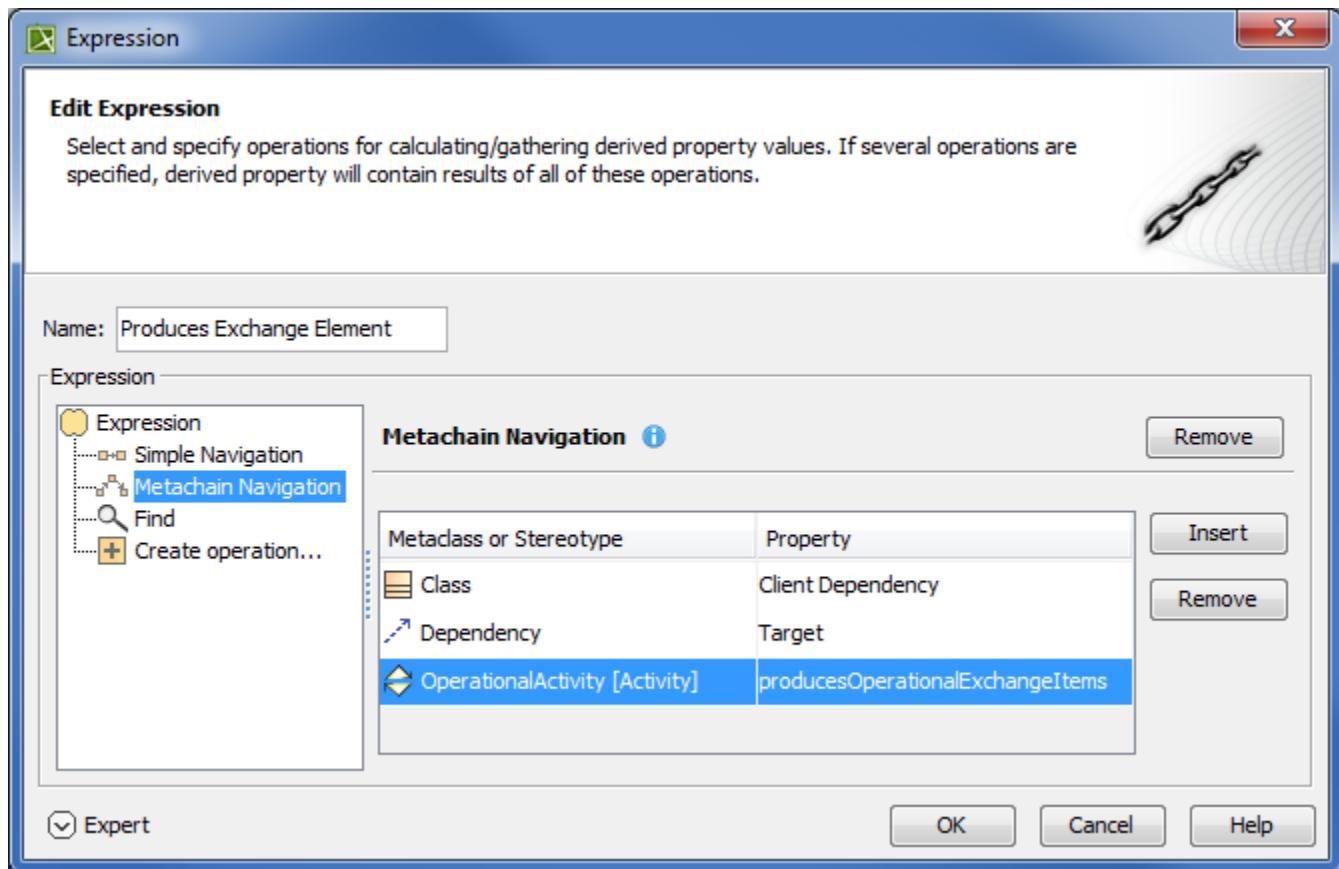 Expression
Edit Expression
Select and specify operations for calculating/gathering derived property values. If several operations are
specified, derived property will contain results of all of these operations.
Name: Produces Exchange Element
Expression
Expression
Simple Navigation
Metachain Navigation
Find
Create operation...
Metachain Navigation
Remove
Metaclass or Stereotype Property
Class Client Dependency
Dependency Target
OperationalActivity [Activity] producesOperationalExchangeItems
Insert
Remove
Expert
OK Cancel Help